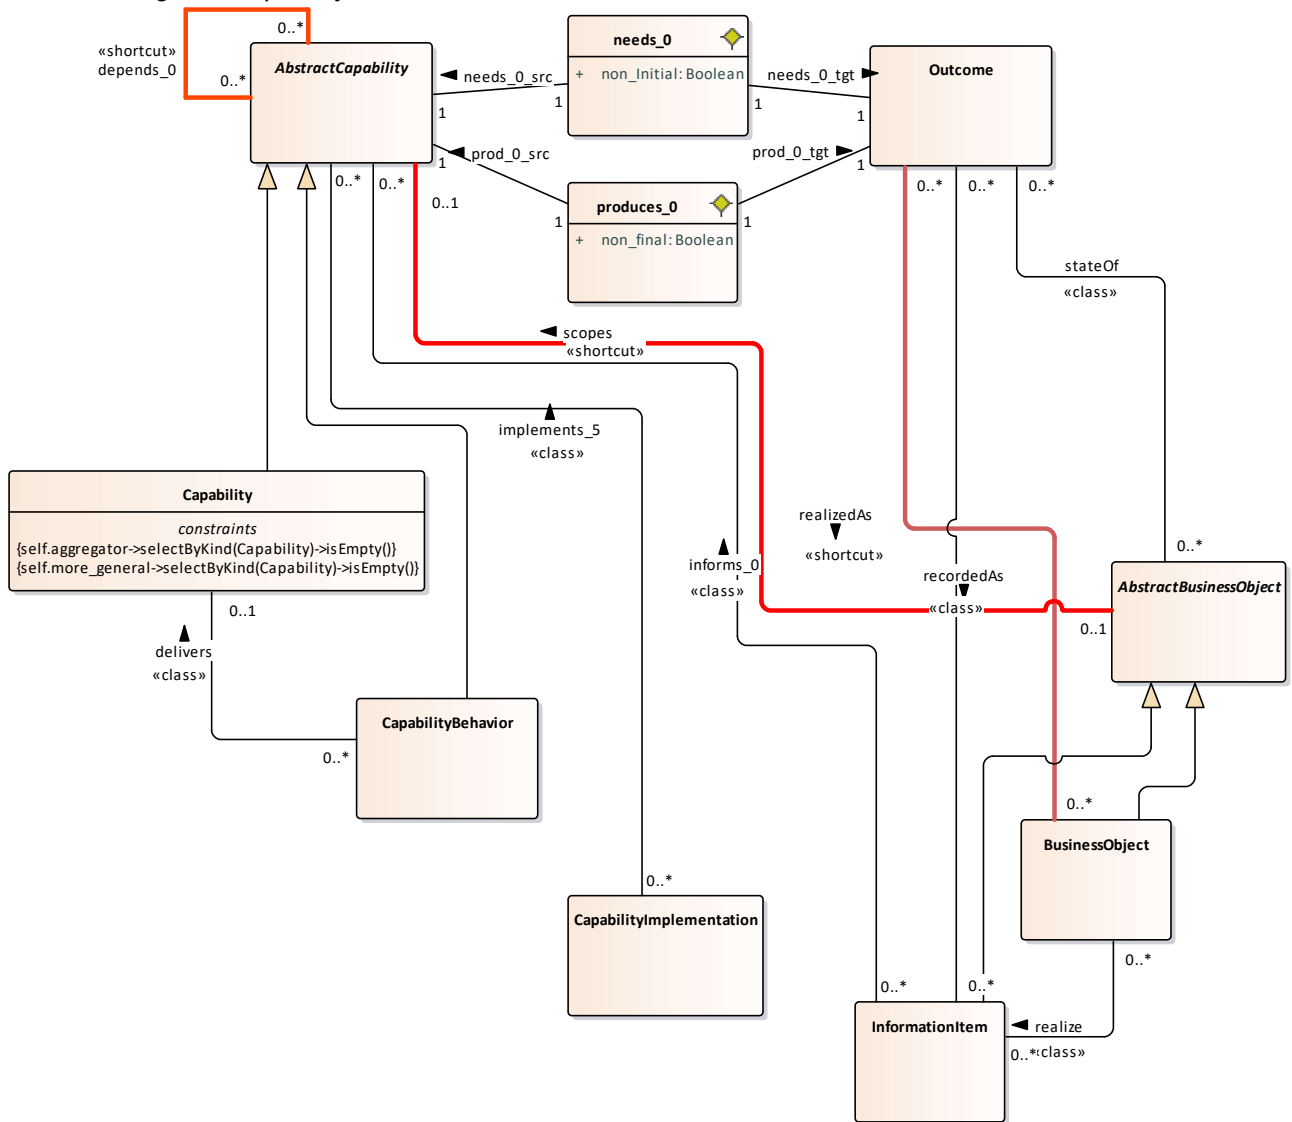 0..*
«shortcut»
depends_0
0..*
AbstractCapability
needs_0
+ non_Initial: Boolean
Outcome
needs_0_src
needs_0_tgt
1
1
1
1
prod_0_src
prod_0_tgt
1
1
1
1
produces_0
+ non_final: Boolean
0..*
0..*
0..1
0..*
0..*
0..*
stateOf
«class»
scopes
«shortcut»
implements_5
«class»
Capability
constraints
{self.aggregator->selectByKind(Capability)->isEmpty()}
{self.more_general->selectByKind(Capability)->isEmpty()}
realizedAs
«shortcut»
informs_0
«class»
recordedAs
«class»
0..*
AbstractBusinessObject
0..1
0..1
delivers
«class»
CapabilityBehavior
0..*
0..*
BusinessObject
0..*
CapabilityImplementation
0..*
0..*
0..*
InformationItem
realize
0..*
«class»